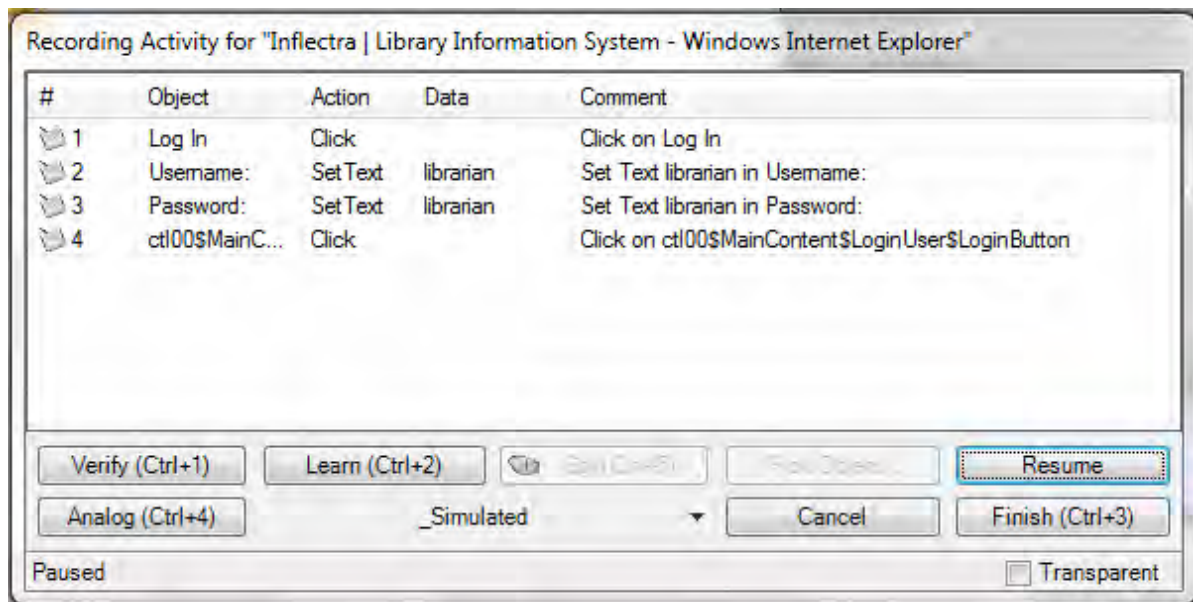 Recording Activity for "Inflectra | Library Information System - Windows Internet Explorer"
# Object Action Data Comment
1 Log In Click Click on Log In
2 Username: SetText librarian Set Text librarian in Username:
3 Password: SetText librarian Set Text librarian in Password:
4 ctl00$MainC... Click Click on ctl00$MainContent$LoginUser$LoginButton
Verify (Ctrl+1) Learn (Ctrl+2) Resume
Analog (Ctrl+4) _Simulated Cancel Finish (Ctrl+3)
Paused Transparent